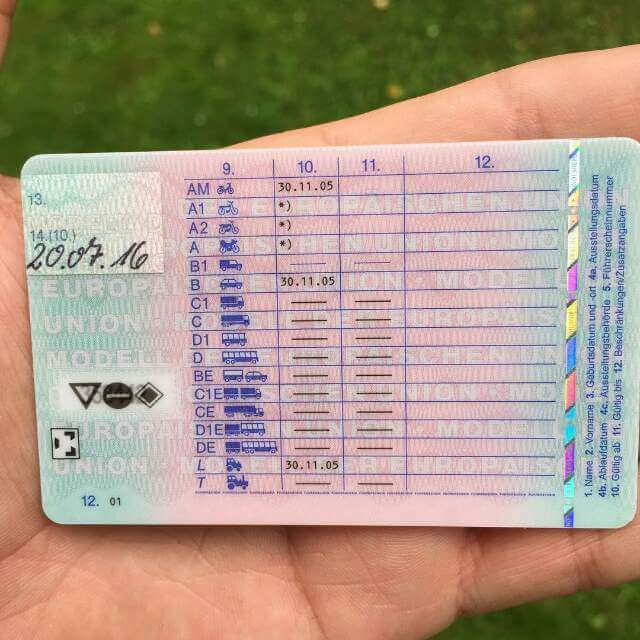 13.
14.(10.)
20.07.16
9. 10. 11. 12.
AM 30.11.05
A1 *)
A2 *)
A *)
B1 — —
B 30.11.05
C1 — —
C — —
D1 — —
D — —
BE — —
C1E — —
CE — —
D1E — —
DE — —
L 30.11.05
T — —
12. 01
1. Name 2. Vorname 3. Geburtsdatum und -ort 4a. Ausstellungsdatum
4b. Ablaufdatum 4c. Ausstellungsbehörde 5. Führerscheinnummer
10. Gültig ab 11. Gültig bis 12. Beschränkungen/Zusatzangaben
EUROPÄISCHE
UNION
MODELL